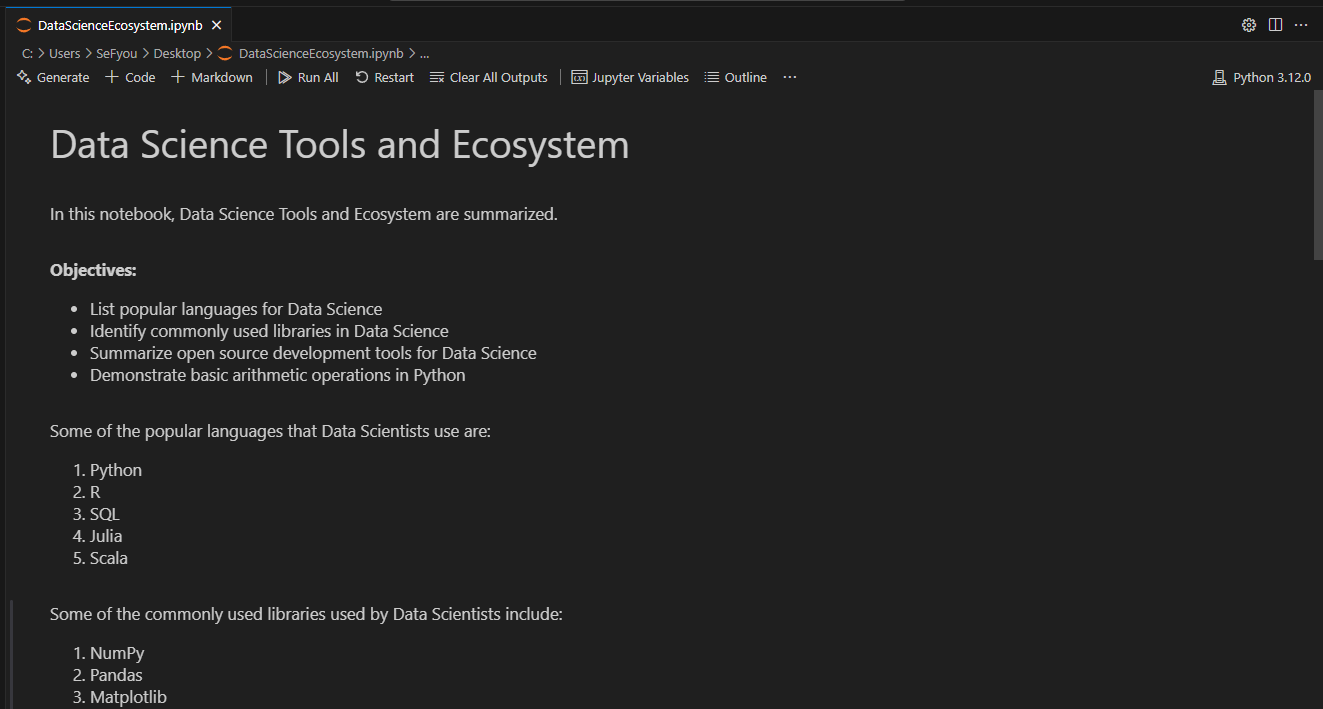 DataScienceEcosystem.ipynb
C: > Users > SeFyou > Desktop > DataScienceEcosystem.ipynb > ...
Generate + Code + Markdown | Run All Restart Clear All Outputs | Jupyter Variables Outline ... Python 3.12.0
Data Science Tools and Ecosystem
In this notebook, Data Science Tools and Ecosystem are summarized.
Objectives:
• List popular languages for Data Science
• Identify commonly used libraries in Data Science
• Summarize open source development tools for Data Science
• Demonstrate basic arithmetic operations in Python
Some of the popular languages that Data Scientists use are:
1. Python
2. R
3. SQL
4. Julia
5. Scala
Some of the commonly used libraries used by Data Scientists include:
1. NumPy
2. Pandas
3. Matplotlib